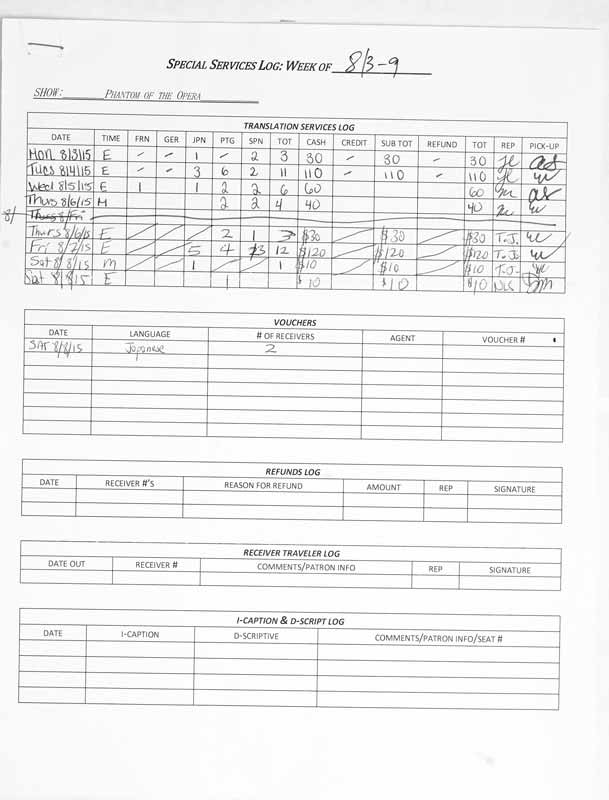 SPECIAL SERVICES LOG: WEEK OF 8/3-9
SHOW: PHANTOM OF THE OPERA
TRANSLATION SERVICES LOG
DATE TIME FRN GER JPN PTG SPN TOT CASH CREDIT SUB TOT REFUND TOT REP PICK-UP
Mon 8/3/15 E - - 1 - 2 3 30 - 30 - 30
Tues 8/4/15 E - - 3 6 2 11 110 - 110 - 110
Wed 8/5/15 E 1 1 2 2 6 60 60
Thurs 8/6/15 M 2 2 4 40 40
8/ Thurs 8/Fri
Thurs 8/6/15 E 2 1 3 $30 $30 $30 T.J.
Fri 8/7/15 E 5 4 3 12 $120 $120 $120 T.J.
Sat 8/8/15 M 1 1 $10 $10 $10 T.J.
Sat 8/8/15 E 1 $10 $10 $10 NLS
VOUCHERS
DATE LANGUAGE # OF RECEIVERS AGENT VOUCHER #
SAT 8/8/15 Japanese 2
REFUNDS LOG
DATE RECEIVER #'S REASON FOR REFUND AMOUNT REP SIGNATURE
RECEIVER TRAVELER LOG
DATE OUT RECEIVER # COMMENTS/PATRON INFO REP SIGNATURE
I-CAPTION & D-SCRIPT LOG
DATE I-CAPTION D-SCRIPTIVE COMMENTS/PATRON INFO/SEAT #